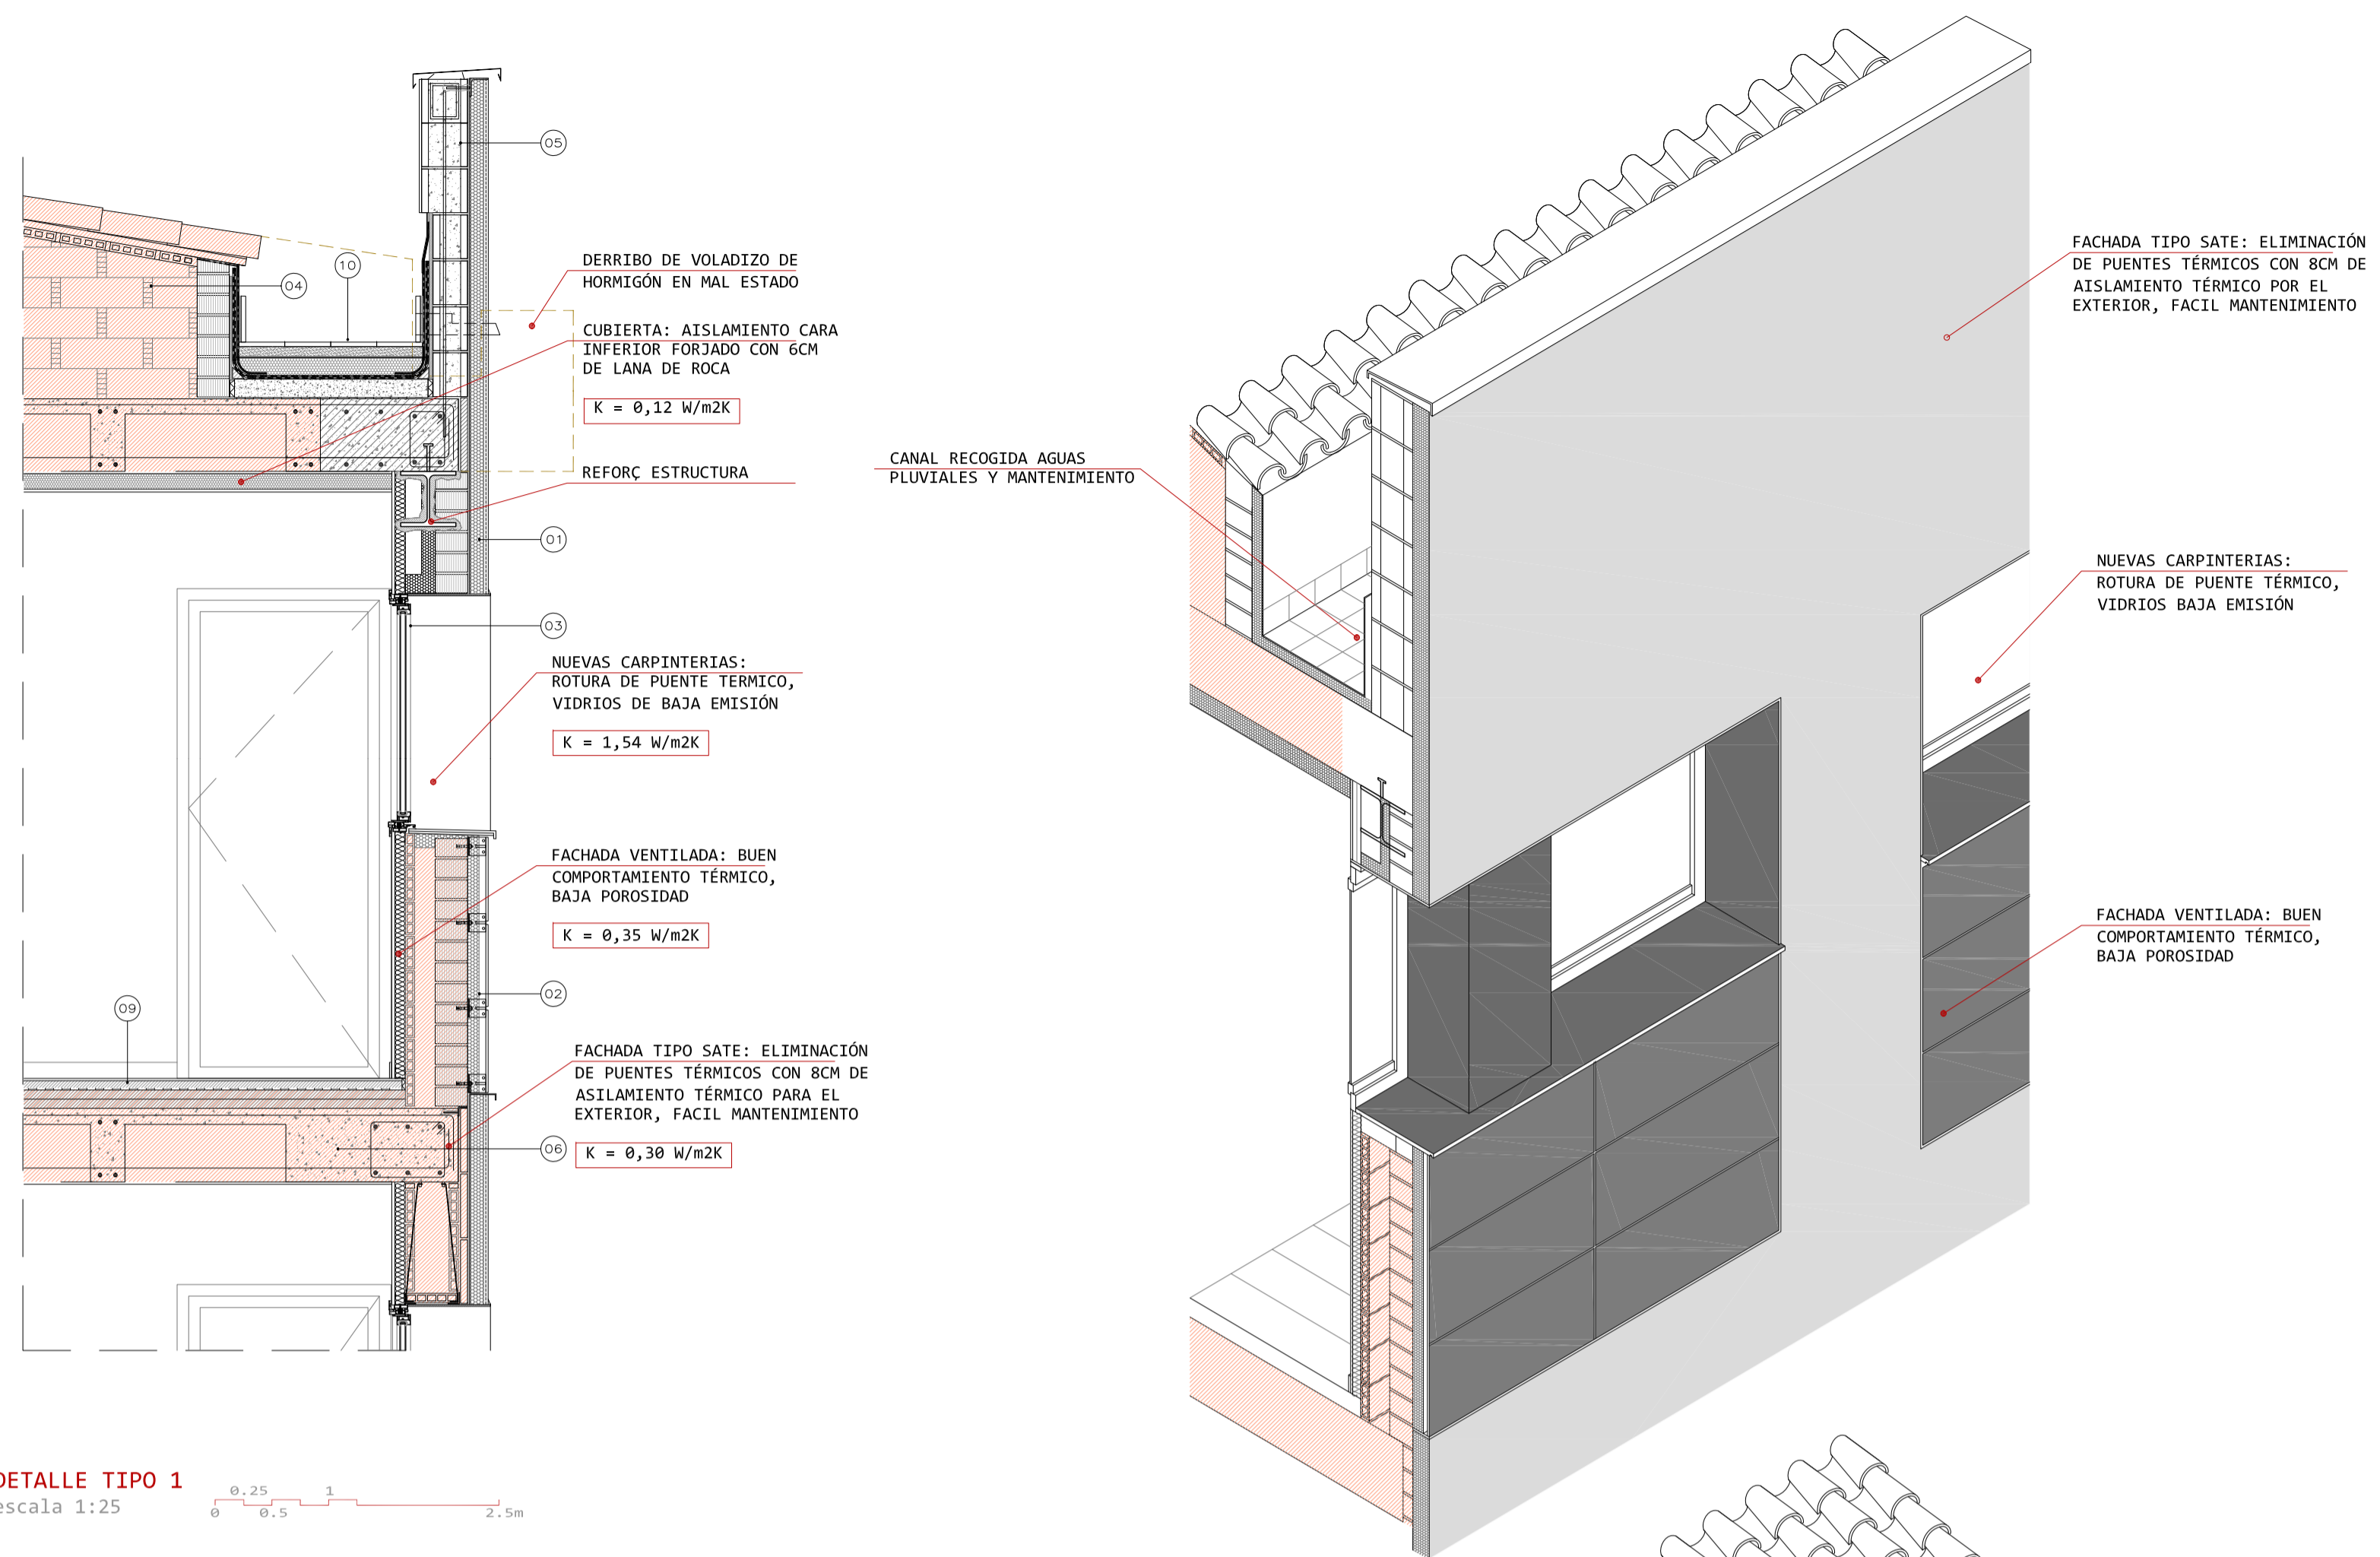 05
DERRIBO DE VOLADIZO DE
HORMIGÓN EN MAL ESTADO
10
04
CUBIERTA: AISLAMIENTO CARA
INFERIOR FORJADO CON 6CM
DE LANA DE ROCA
K = 0,12 W/m2K
REFORÇ ESTRUCTURA
01
03
NUEVAS CARPINTERIAS:
ROTURA DE PUENTE TERMICO,
VIDRIOS DE BAJA EMISIÓN
K = 1,54 W/m2K
FACHADA VENTILADA: BUEN
COMPORTAMIENTO TÉRMICO,
BAJA POROSIDAD
K = 0,35 W/m2K
02
09
FACHADA TIPO SATE: ELIMINACIÓN
DE PUENTES TÉRMICOS CON 8CM DE
ASILAMIENTO TÉRMICO PARA EL
EXTERIOR, FACIL MANTENIMIENTO
06
K = 0,30 W/m2K
DETALLE TIPO 1
escala 1:25
0.25 1
0 0.5 2.5m
CANAL RECOGIDA AGUAS
PLUVIALES Y MANTENIMIENTO
FACHADA TIPO SATE: ELIMINACIÓN
DE PUENTES TÉRMICOS CON 8CM DE
AISLAMIENTO TÉRMICO POR EL
EXTERIOR, FACIL MANTENIMIENTO
NUEVAS CARPINTERIAS:
ROTURA DE PUENTE TÉRMICO,
VIDRIOS BAJA EMISIÓN
FACHADA VENTILADA: BUEN
COMPORTAMIENTO TÉRMICO,
BAJA POROSIDAD